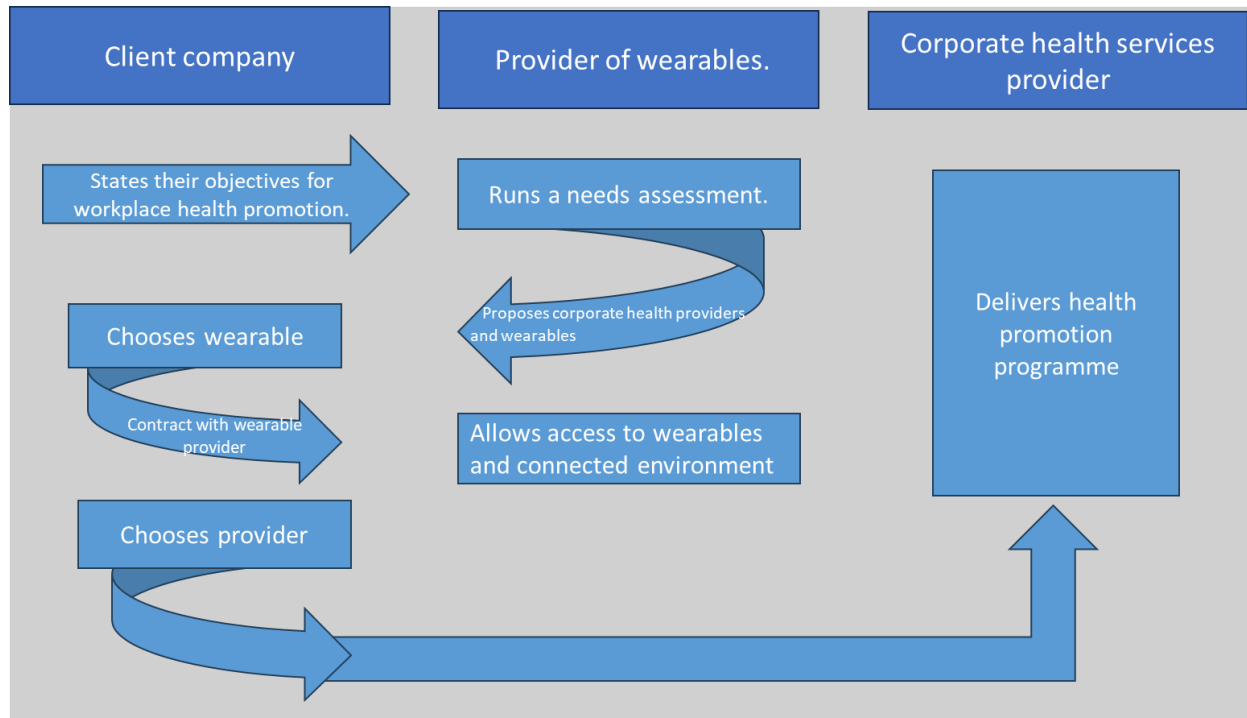 Client company
Provider of wearables.
Corporate health services
provider
States their objectives for
workplace health promotion.
Runs a needs assessment.
Proposes corporate health providers
and wearables
Chooses wearable
Contract with wearable
provider
Allows access to wearables
and connected environment
Chooses provider
Delivers health
promotion
programme